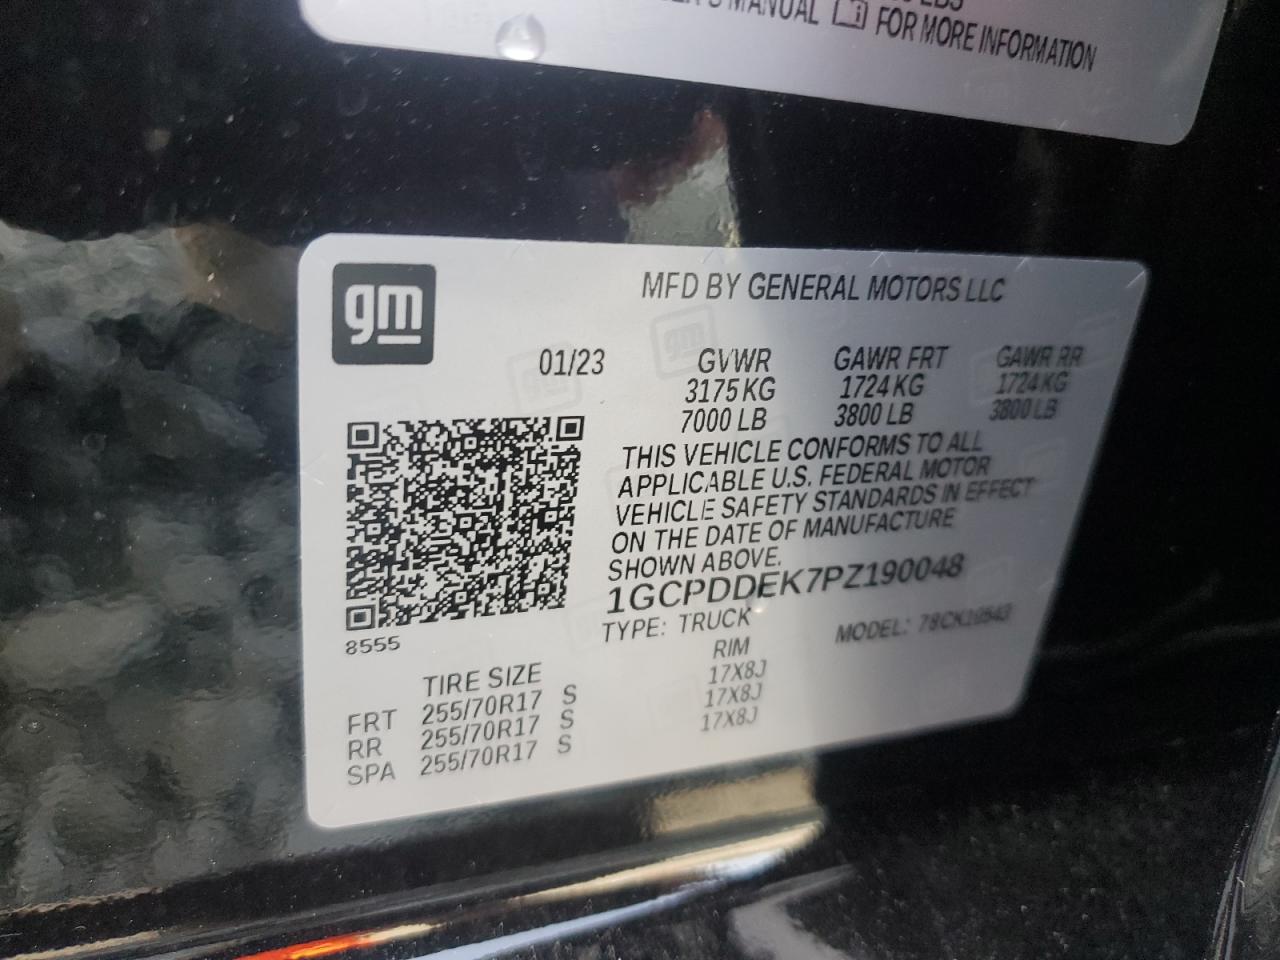 MANUAL FOR MORE INFORMATION
gm
MFD BY GENERAL MOTORS LLC
01/23 GVWR GAWR FRT GAWR RR
3175 KG 1724 KG 1724 KG
7000 LB 3800 LB 3800 LB
THIS VEHICLE CONFORMS TO ALL
APPLICABLE U.S. FEDERAL MOTOR
VEHICLE SAFETY STANDARDS IN EFFECT
ON THE DATE OF MANUFACTURE
SHOWN ABOVE.
1GCPDDEK7PZ190048
TYPE: TRUCK MODEL:
8555
TIRE SIZE RIM
FRT 255/70R17 S 17X8J
RR 255/70R17 S 17X8J
SPA 255/70R17 S 17X8J